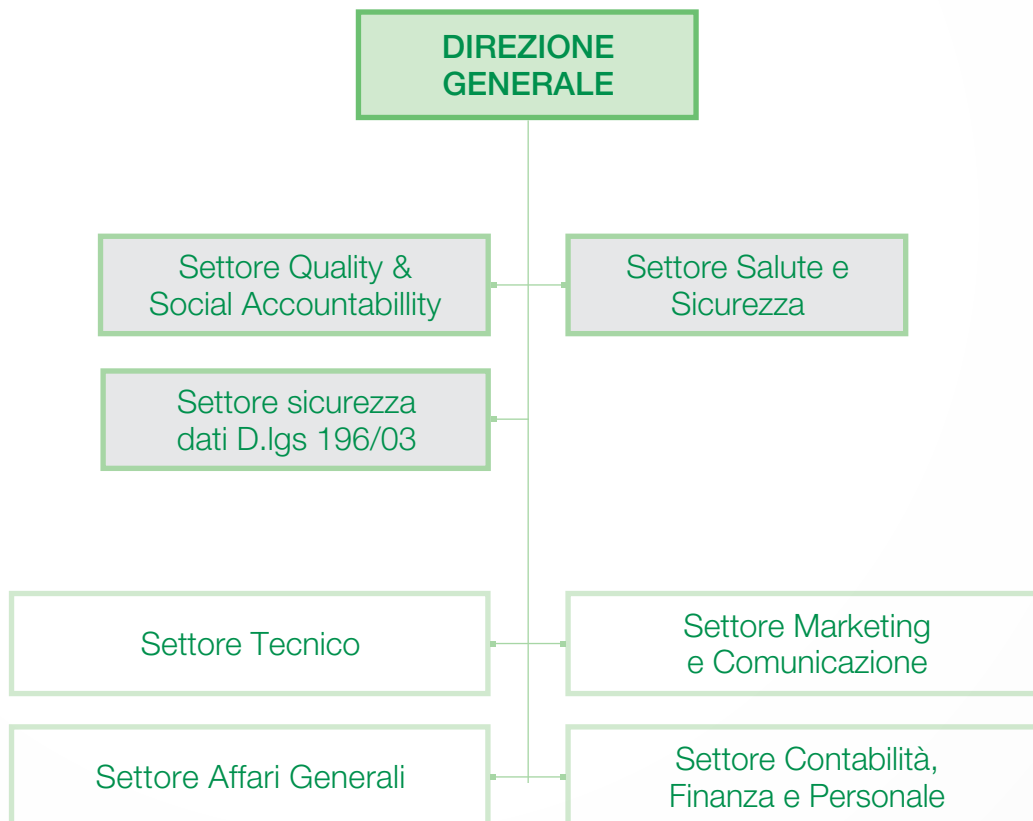 DIREZIONE
GENERALE
Settore Quality &
Social Accountabillity
Settore Salute e
Sicurezza
Settore sicurezza
dati D.lgs 196/03
Settore Tecnico
Settore Marketing
e Comunicazione
Settore Affari Generali
Settore Contabilità,
Finanza e Personale